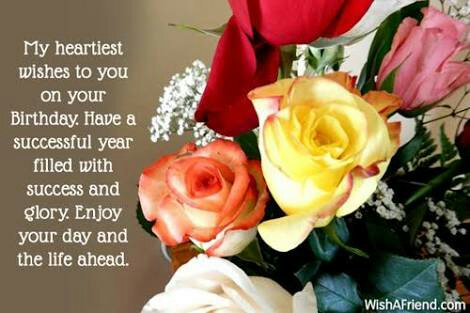 My heartiest
wishes to you
on your
Birthday. Have a
successful year
filled with
success and
glory. Enjoy
your day and
the life ahead.
WishAFriend.com